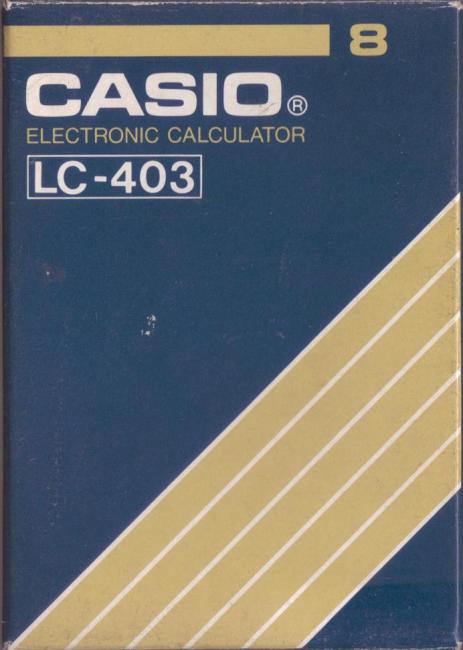 8
CASIO®
ELECTRONIC CALCULATOR
LC-403